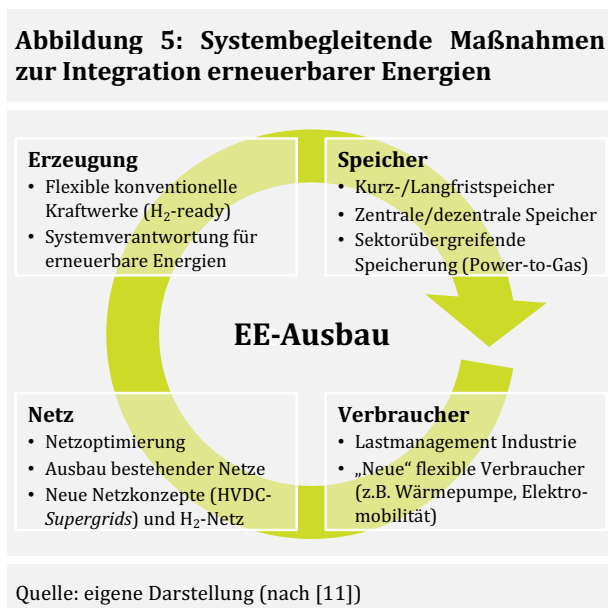 Abbildung 5: Systembegleitende Maßnahmen
zur Integration erneuerbarer Energien
Erzeugung
• Flexible konventionelle
Kraftwerke (H₂-ready)
• Systemverantwortung für
erneuerbare Energien
Speicher
• Kurz-/Langfristspeicher
• Zentrale/dezentrale Speicher
• Sektorübergreifende
Speicherung (Power-to-Gas)
EE-Ausbau
Netz
• Netzoptimierung
• Ausbau bestehender Netze
• Neue Netzkonzepte (HVDC-
Supergrids) und H₂-Netz
Verbraucher
• Lastmanagement Industrie
• „Neue“ flexible Verbraucher
(z.B. Wärmepumpe, Elektro-
mobilität)
Quelle: eigene Darstellung (nach [11])